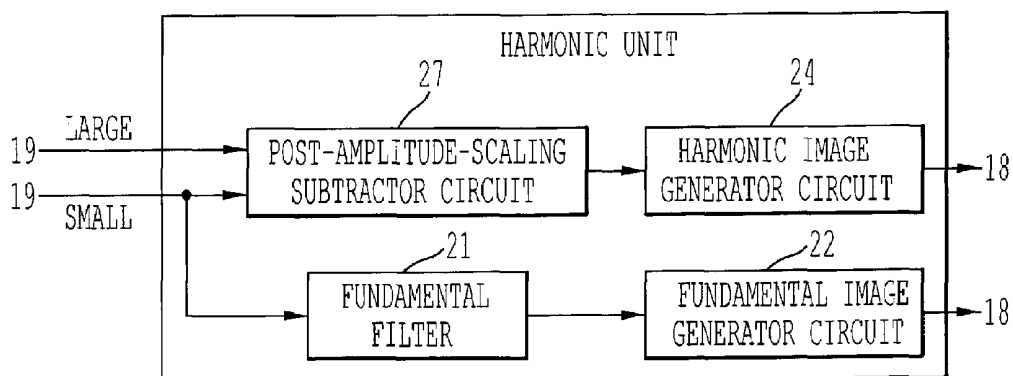 HARMONIC UNIT
27
24
19 LARGE
POST-AMPLITUDE-SCALING
SUBTRACTOR CIRCUIT
HARMONIC IMAGE
GENERATOR CIRCUIT
18
19
SMALL
21
22
FUNDAMENTAL
FILTER
FUNDAMENTAL IMAGE
GENERATOR CIRCUIT
18